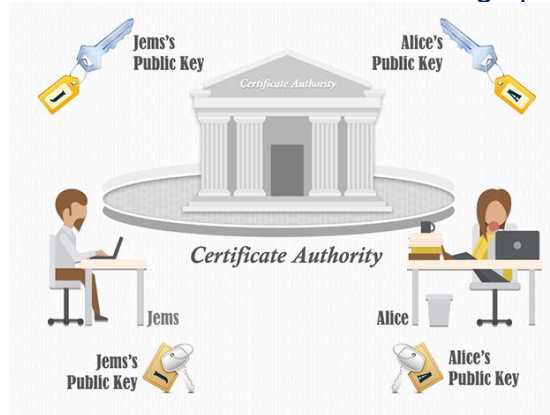 Jems's
Public Key
Alice's
Public Key
J
A
Certificate Authority
Certificate Authority
Jems
Alice
Jems's
Public Key
J
A
Alice's
Public Key